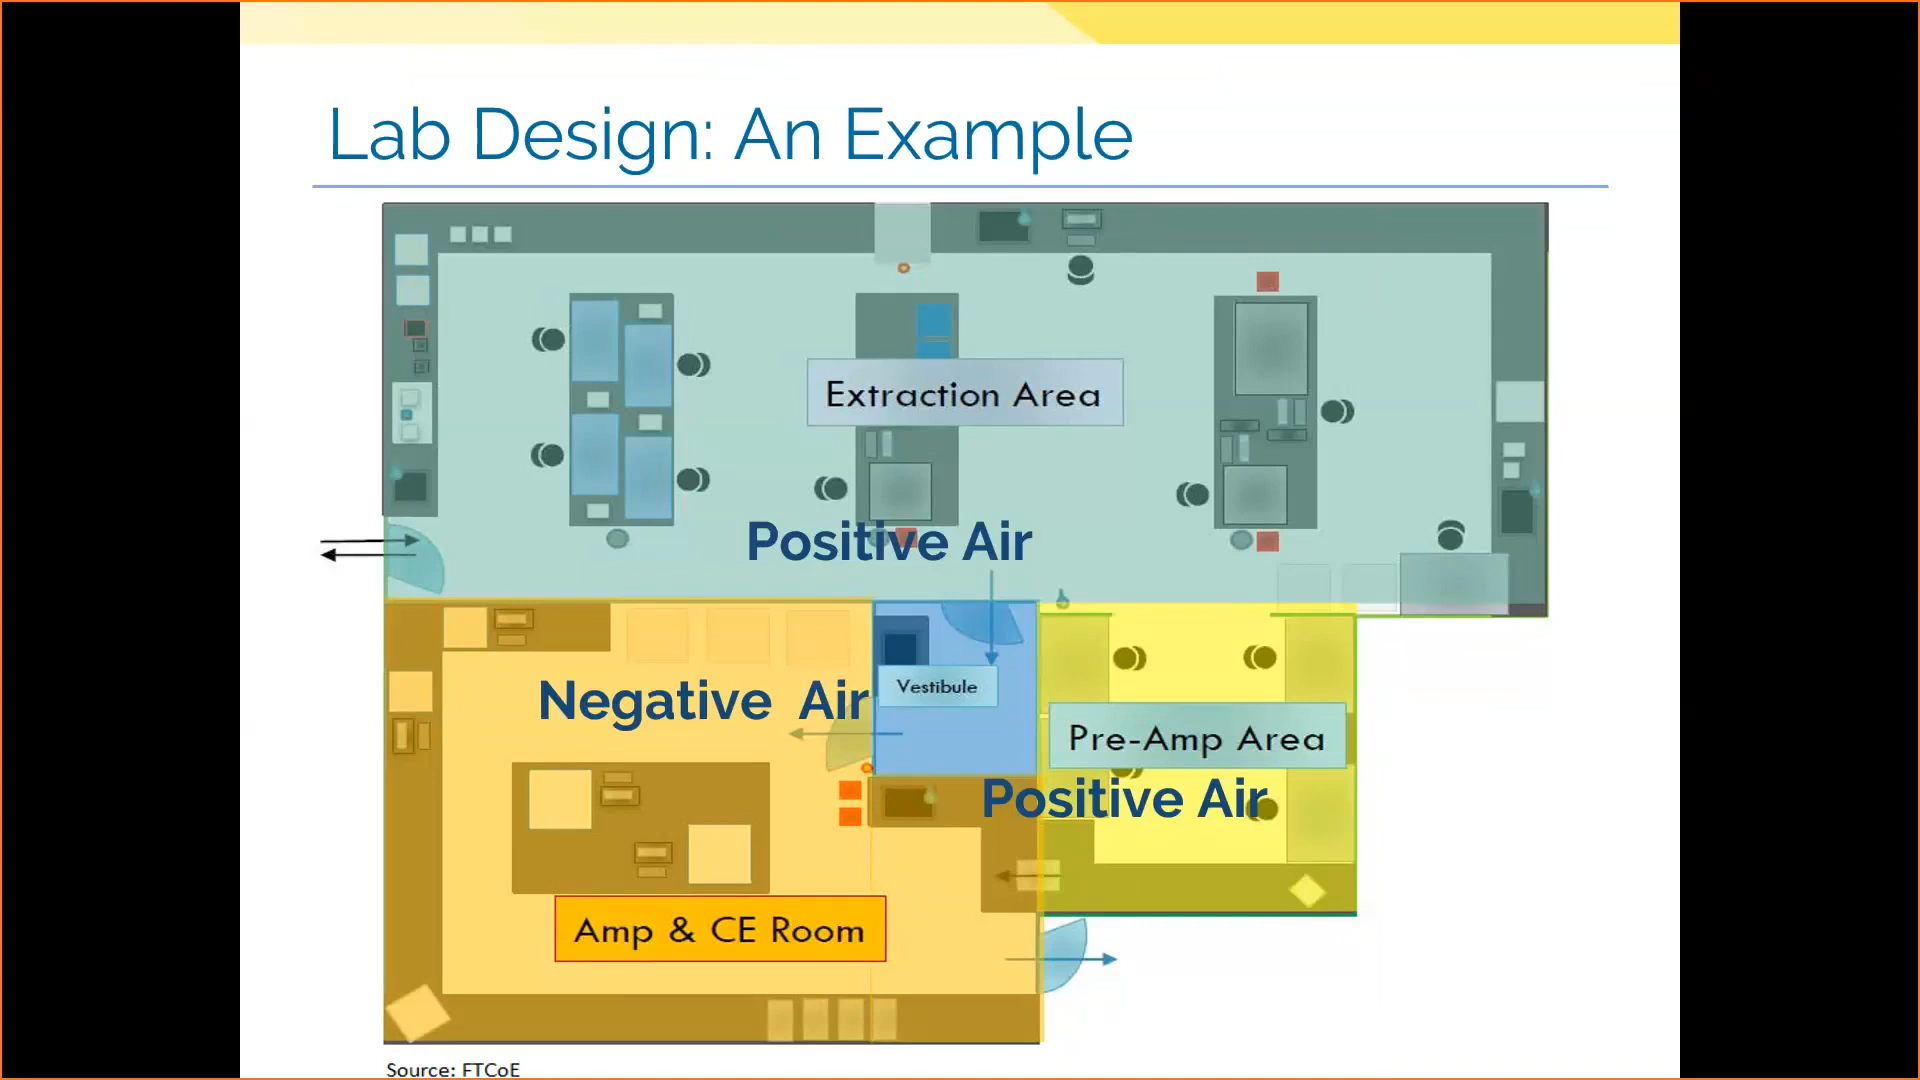 Lab Design: An Example
Extraction Area
Positive Air
Negative Air
Vestibule
Pre-Amp Area
Positive Air
Amp & CE Room
Source: FTCoE